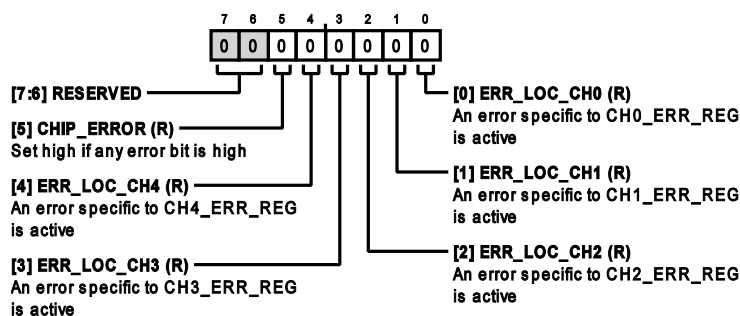 7 6 5 4 3 2 1 0
0 0 0 0 0 0 0 0
[7:6] RESERVED
[5] CHIP_ERROR (R)
Set high if any error bit is high
[4] ERR_LOC_CH4 (R)
An error specific to CH4_ERR_REG
is active
[3] ERR_LOC_CH3 (R)
An error specific to CH3_ERR_REG
is active
[0] ERR_LOC_CH0 (R)
An error specific to CH0_ERR_REG
is active
[1] ERR_LOC_CH1 (R)
An error specific to CH1_ERR_REG
is active
[2] ERR_LOC_CH2 (R)
An error specific to CH2_ERR_REG
is active